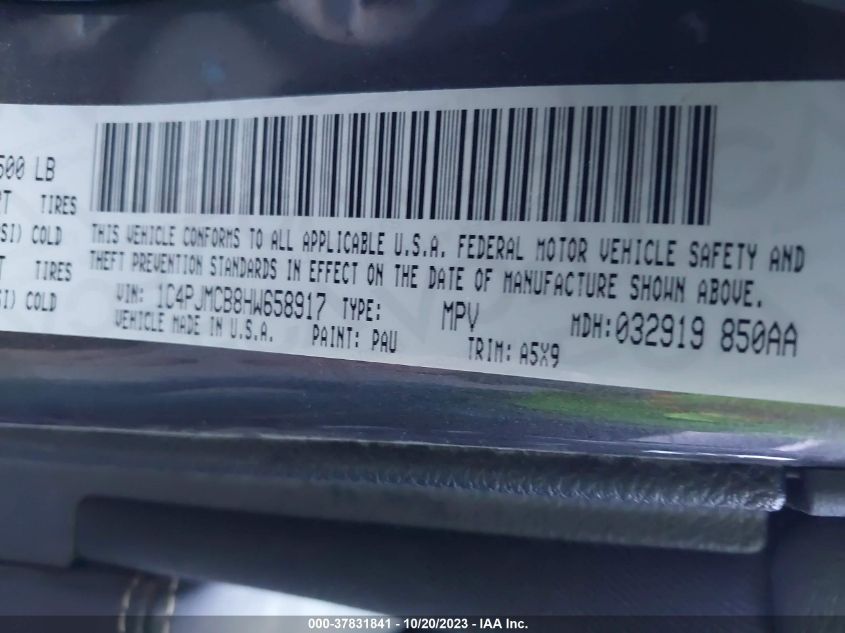 500 LB
TIRES
SI) COLD
TIRES
SI) COLD
THIS VEHICLE CONFORMS TO ALL APPLICABLE U.S.A. FEDERAL MOTOR VEHICLE SAFETY AND
THEFT PREVENTION STANDARDS IN EFFECT ON THE DATE OF MANUFACTURE SHOWN ABOVE.
VIN: 1C4PJMCB8HW658917 TYPE: MPV MDH:032919 850AA
VEHICLE MADE IN U.S.A. PAINT: PAU TRIM: A5X9
000-37831841 - 10/20/2023 - IAA Inc.